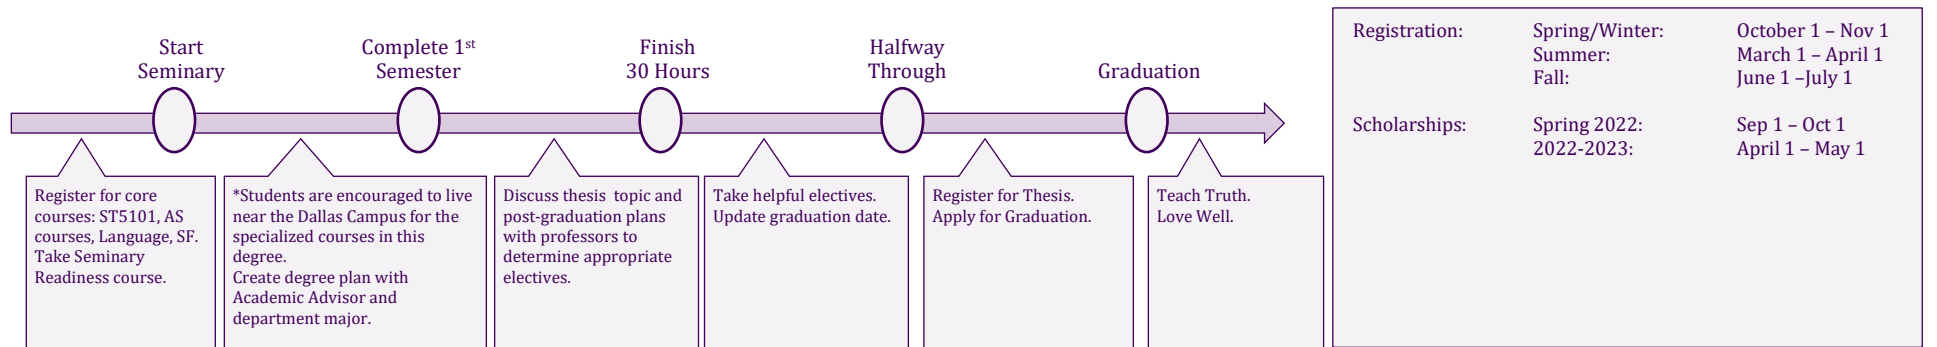 Start
Seminary
Complete 1st
Semester
Finish
30 Hours
Halfway
Through
Graduation
Register for core
courses: ST5101, AS
courses, Language, SF.
Take Seminary
Readiness course.
*Students are encouraged to live
near the Dallas Campus for the
specialized courses in this
degree.
Create degree plan with
Academic Advisor and
department major.
Discuss thesis topic and
post-graduation plans
with professors to
determine appropriate
electives.
Take helpful electives.
Update graduation date.
Register for Thesis.
Apply for Graduation.
Teach Truth.
Love Well.
Registration: Spring/Winter: October 1 – Nov 1
Summer: March 1 – April 1
Fall: June 1 –July 1
Scholarships: Spring 2022: Sep 1 – Oct 1
2022-2023: April 1 – May 1